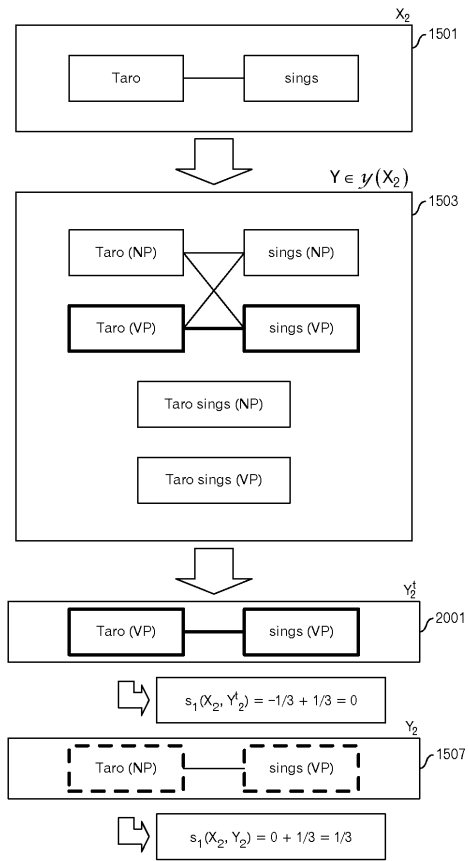 X₂
1501
Taro sings
Y ∈ 𝓎(X₂)
1503
Taro (NP) sings (NP)
Taro (VP) sings (VP)
Taro sings (NP)
Taro sings (VP)
Y₂ᵗ
2001
Taro (VP) sings (VP)
s₁(X₂, Yᵗ₂) = –1/3 + 1/3 = 0
Y₂
1507
Taro (NP) sings (VP)
s₁(X₂, Y₂) = 0 + 1/3 = 1/3